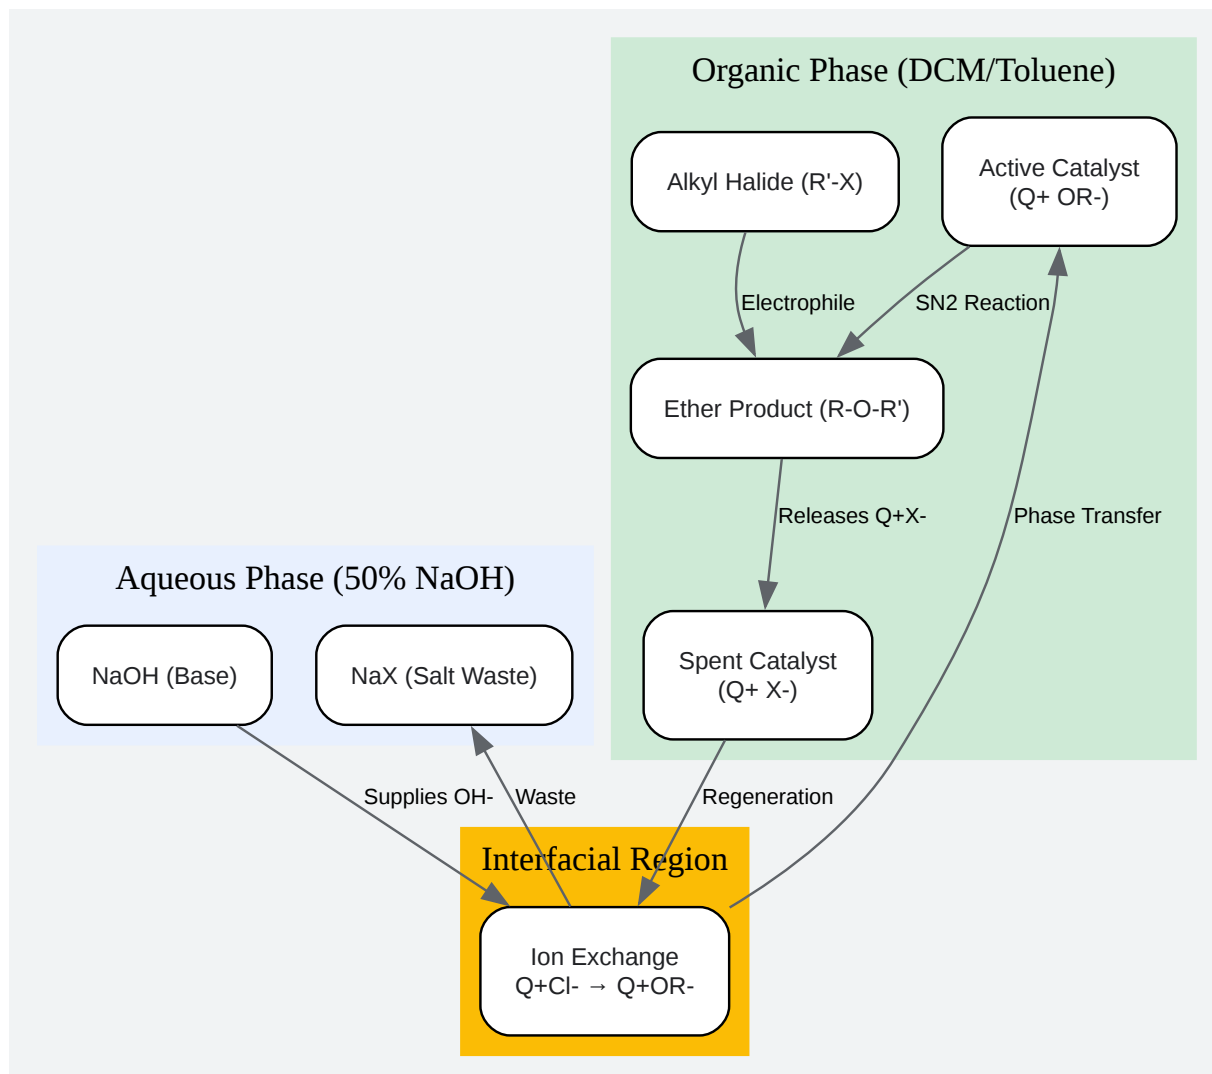 Organic Phase (DCM/Toluene)
Alkyl Halide (R'-X)
Active Catalyst
(Q+ OR-)
Electrophile
SN2 Reaction
Ether Product (R-O-R')
Releases Q+X-
Phase Transfer
Aqueous Phase (50% NaOH)
NaOH (Base)
NaX (Salt Waste)
Spent Catalyst
(Q+ X-)
Supplies OH-
Waste
Regeneration
Interfacial Region
Ion Exchange
Q+Cl- → Q+OR-